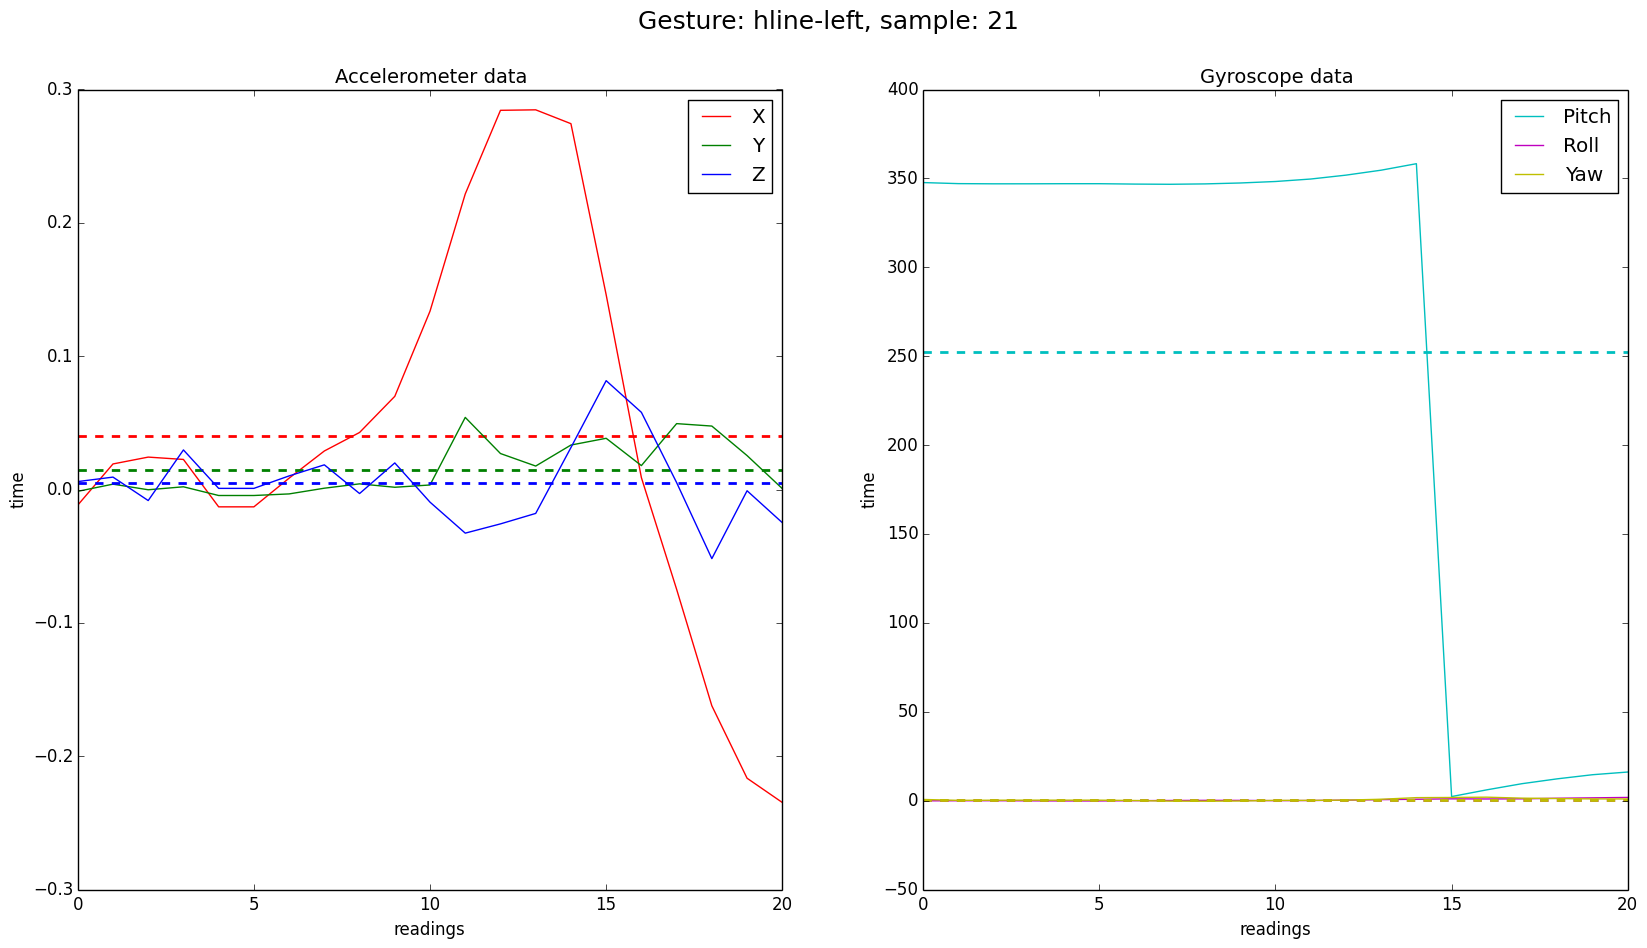 Gesture: hline-left, sample: 21
Accelerometer data
0.3
0.2
0.1
0.0
−0.1
−0.2
−0.3
time
X
Y
Z
0 5 10 15 20
readings
Gyroscope data
400
350
300
250
200
150
100
50
0
−50
time
Pitch
Roll
Yaw
0 5 10 15 20
readings